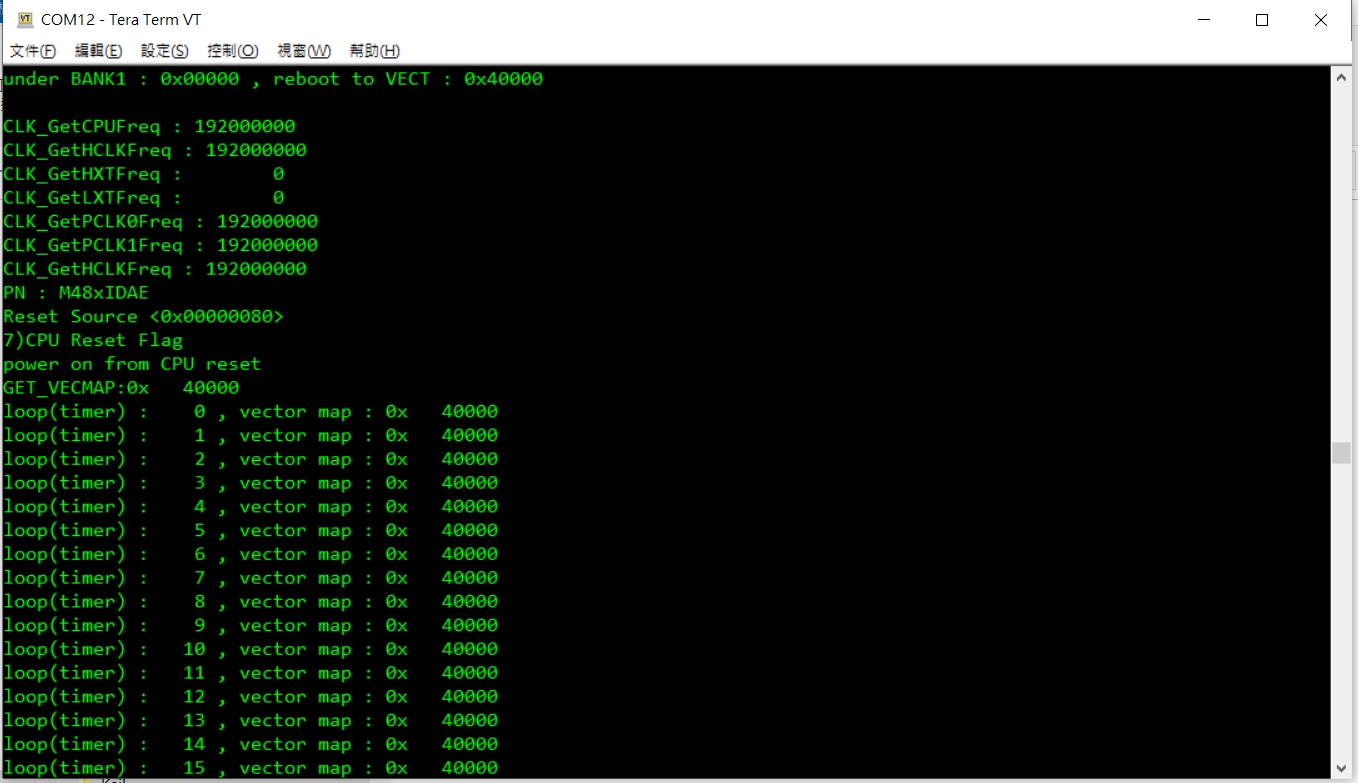 COM12 - Tera Term VT
文件(F) 編輯(E) 設定(S) 控制(O) 視窗(W) 幫助(H)
under BANK1 : 0x00000 , reboot to VECT : 0x40000
CLK_GetCPUFreq : 192000000
CLK_GetHCLKFreq : 192000000
CLK_GetHXTFreq :        0
CLK_GetLXTFreq :        0
CLK_GetPCLK0Freq : 192000000
CLK_GetPCLK1Freq : 192000000
CLK_GetHCLKFreq : 192000000
PN : M48xIDAE
Reset Source <0x00000080>
7)CPU Reset Flag
power on from CPU reset
GET_VECMAP:0x   40000
loop(timer) :    0 , vector map : 0x   40000
loop(timer) :    1 , vector map : 0x   40000
loop(timer) :    2 , vector map : 0x   40000
loop(timer) :    3 , vector map : 0x   40000
loop(timer) :    4 , vector map : 0x   40000
loop(timer) :    5 , vector map : 0x   40000
loop(timer) :    6 , vector map : 0x   40000
loop(timer) :    7 , vector map : 0x   40000
loop(timer) :    8 , vector map : 0x   40000
loop(timer) :    9 , vector map : 0x   40000
loop(timer) :   10 , vector map : 0x   40000
loop(timer) :   11 , vector map : 0x   40000
loop(timer) :   12 , vector map : 0x   40000
loop(timer) :   13 , vector map : 0x   40000
loop(timer) :   14 , vector map : 0x   40000
loop(timer) :   15 , vector map : 0x   40000